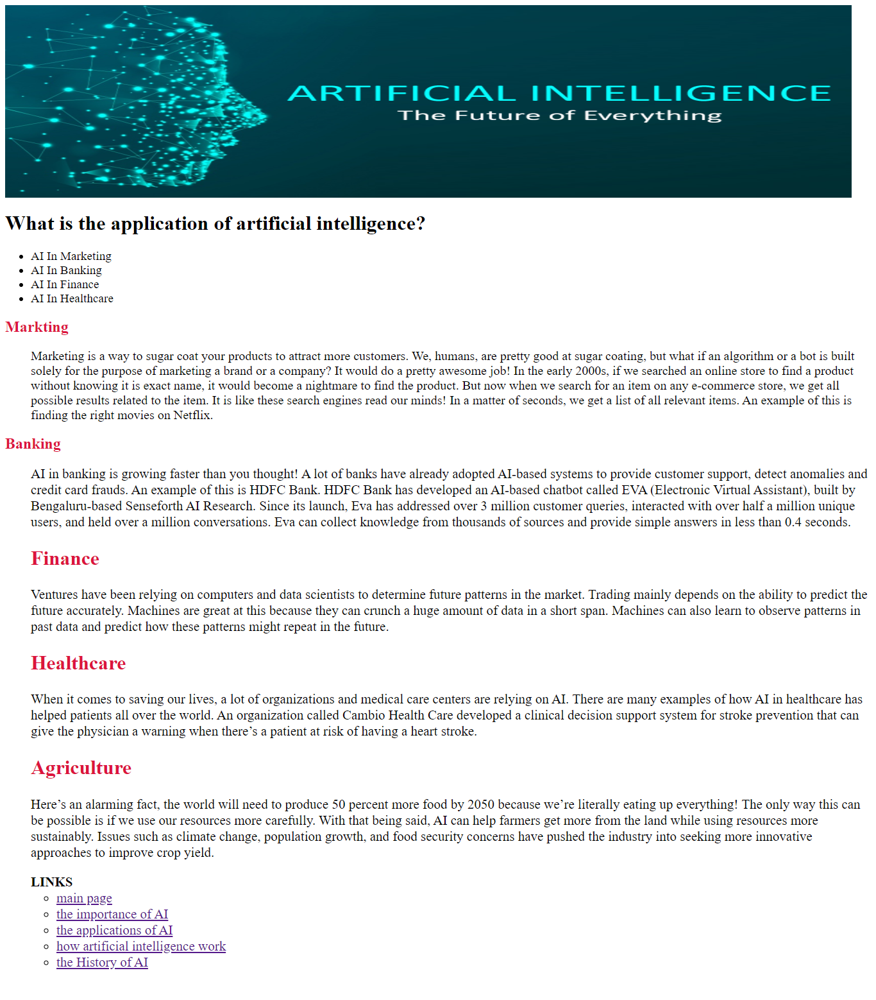 ARTIFICIAL INTELLIGENCE
The Future of Everything
What is the application of artificial intelligence?
AI In Marketing
AI In Banking
AI In Finance
AI In Healthcare
Markting
Marketing is a way to sugar coat your products to attract more customers. We, humans, are pretty good at sugar coating, but what if an algorithm or a bot is built
solely for the purpose of marketing a brand or a company? It would do a pretty awesome job! In the early 2000s, if we searched an online store to find a product
without knowing it is exact name, it would become a nightmare to find the product. But now when we search for an item on any e-commerce store, we get all
possible results related to the item. It is like these search engines read our minds! In a matter of seconds, we get a list of all relevant items. An example of this is
finding the right movies on Netflix.
Banking
AI in banking is growing faster than you thought! A lot of banks have already adopted AI-based systems to provide customer support, detect anomalies and
credit card frauds. An example of this is HDFC Bank. HDFC Bank has developed an AI-based chatbot called EVA (Electronic Virtual Assistant), built by
Bengaluru-based Senseforth AI Research. Since its launch, Eva has addressed over 3 million customer queries, interacted with over half a million unique
users, and held over a million conversations. Eva can collect knowledge from thousands of sources and provide simple answers in less than 0.4 seconds.
Finance
Ventures have been relying on computers and data scientists to determine future patterns in the market. Trading mainly depends on the ability to predict the
future accurately. Machines are great at this because they can crunch a huge amount of data in a short span. Machines can also learn to observe patterns in
past data and predict how these patterns might repeat in the future.
Healthcare
When it comes to saving our lives, a lot of organizations and medical care centers are relying on AI. There are many examples of how AI in healthcare has
helped patients all over the world. An organization called Cambio Health Care developed a clinical decision support system for stroke prevention that can
give the physician a warning when there’s a patient at risk of having a heart stroke.
Agriculture
Here’s an alarming fact, the world will need to produce 50 percent more food by 2050 because we’re literally eating up everything! The only way this can
be possible is if we use our resources more carefully. With that being said, AI can help farmers get more from the land while using resources more
sustainably. Issues such as climate change, population growth, and food security concerns have pushed the industry into seeking more innovative
approaches to improve crop yield.
LINKS
main page
the importance of AI
the applications of AI
how artificial intelligence work
the History of AI